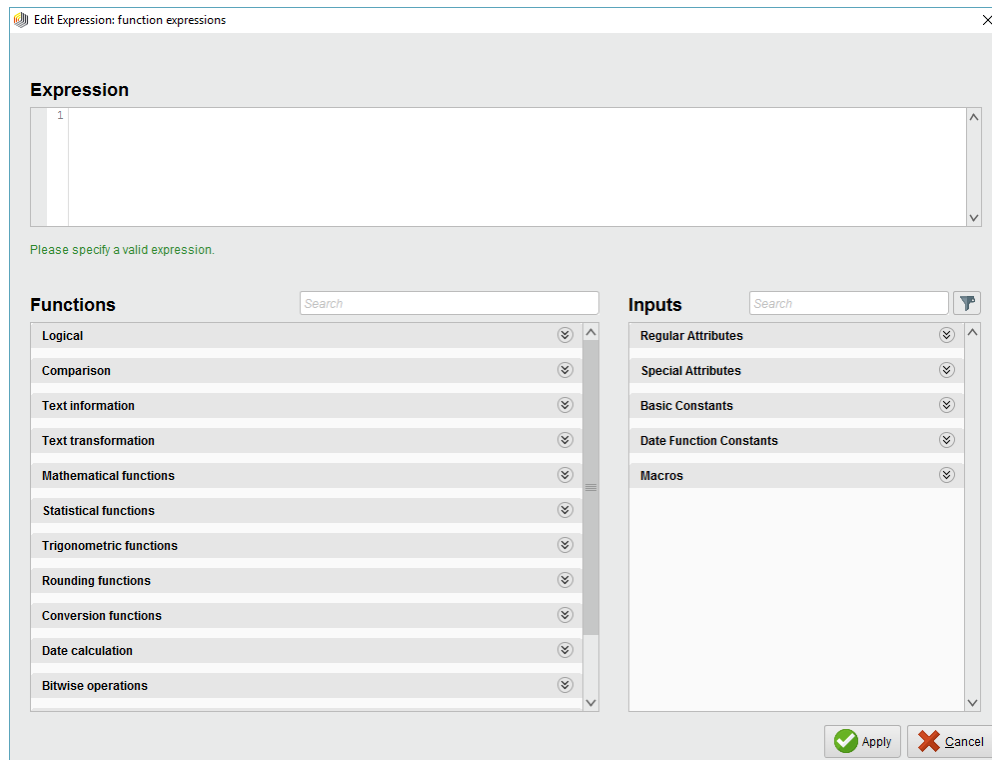 Edit Expression: function expressions
Expression
1
Please specify a valid expression.
Functions
Search
Inputs
Search
Logical
Comparison
Text information
Text transformation
Mathematical functions
Statistical functions
Trigonometric functions
Rounding functions
Conversion functions
Date calculation
Bitwise operations
Regular Attributes
Special Attributes
Basic Constants
Date Function Constants
Macros
Apply
Cancel